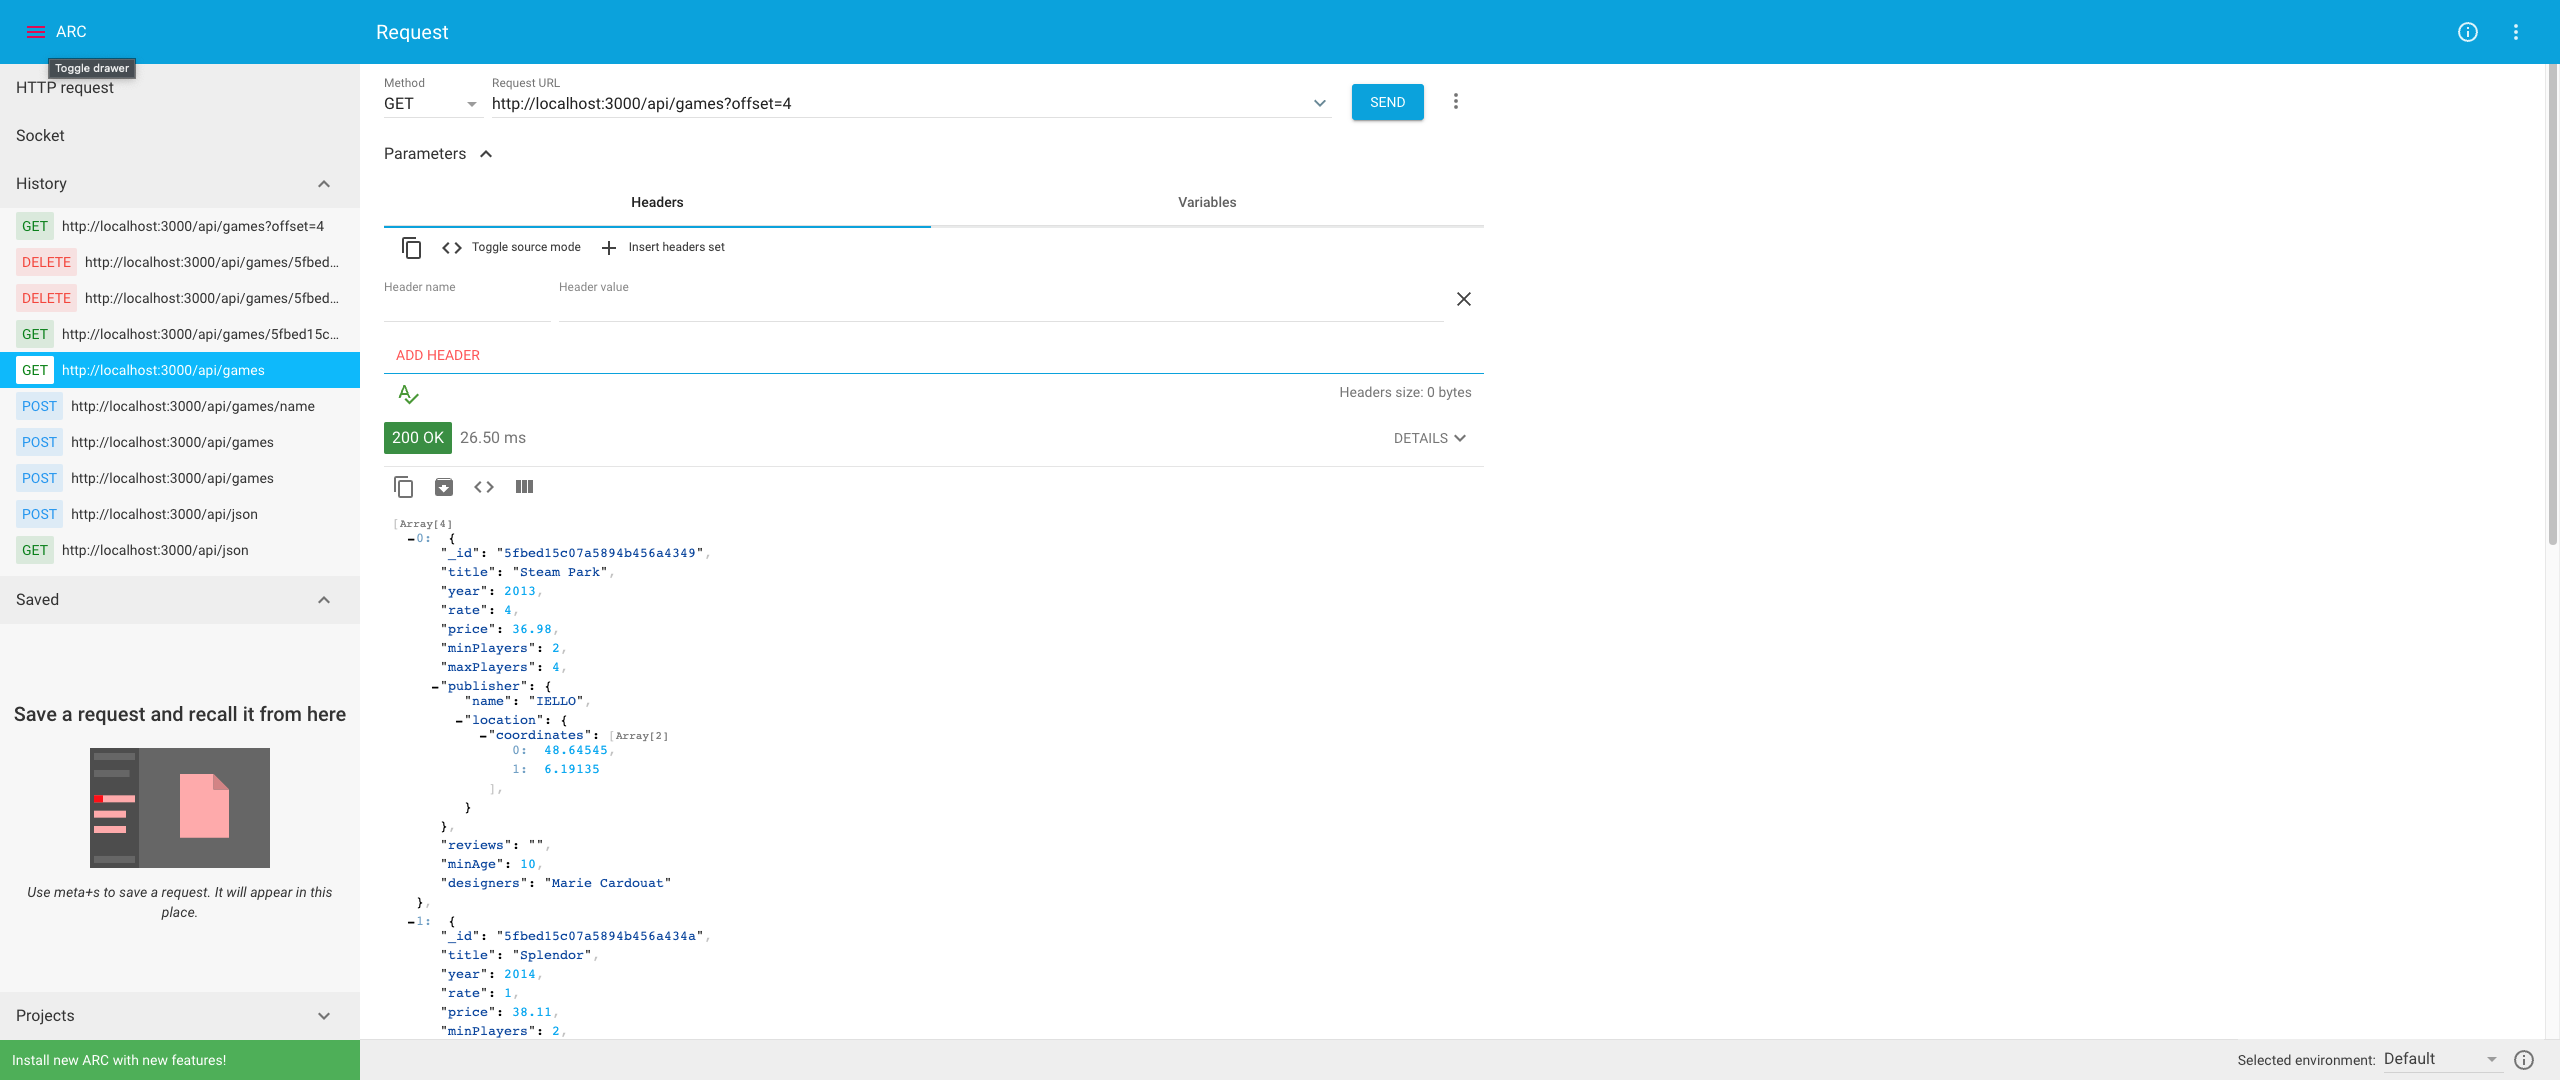 ARC
Request
Toggle drawer
HTTP request
Socket
History
GET http://localhost:3000/api/games?offset=4
DELETE http://localhost:3000/api/games/5fbed...
DELETE http://localhost:3000/api/games/5fbed...
GET http://localhost:3000/api/games/5fbed15c...
GET http://localhost:3000/api/games
POST http://localhost:3000/api/games/name
POST http://localhost:3000/api/games
POST http://localhost:3000/api/games
POST http://localhost:3000/api/json
GET http://localhost:3000/api/json
Saved
Save a request and recall it from here
Use meta+s to save a request. It will appear in this
place.
Projects
Install new ARC with new features!
Method
GET
Request URL
http://localhost:3000/api/games?offset=4
SEND
Parameters
Headers
Variables
Toggle source mode
Insert headers set
Header name
Header value
ADD HEADER
Headers size: 0 bytes
200 OK 26.50 ms
DETAILS
[Array[4]
-0: {
"_id": "5fbed15c07a5894b456a4349",
"title": "Steam Park",
"year": 2013,
"rate": 4,
"price": 36.98,
"minPlayers": 2,
"maxPlayers": 4,
-"publisher": {
"name": "IELLO",
-"location": {
-"coordinates": [Array[2]
0: 48.64545,
1: 6.19135
],
}
},
"reviews": "",
"minAge": 10,
"designers": "Marie Cardouat"
},
-1: {
"_id": "5fbed15c07a5894b456a434a",
"title": "Splendor",
"year": 2014,
"rate": 1,
"price": 38.11,
"minPlayers": 2,
Selected environment: Default